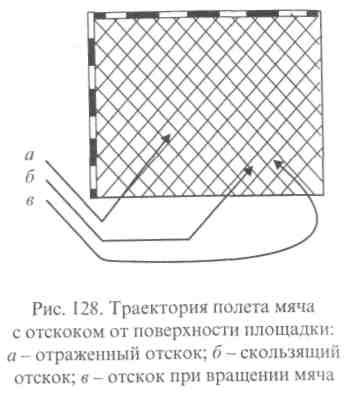 а
б
в
Рис. 128. Траектория полета мяча
с отскоком от поверхности площадки:
а – отраженный отскок; б – скользящий
отскок; в – отскок при вращении мяча